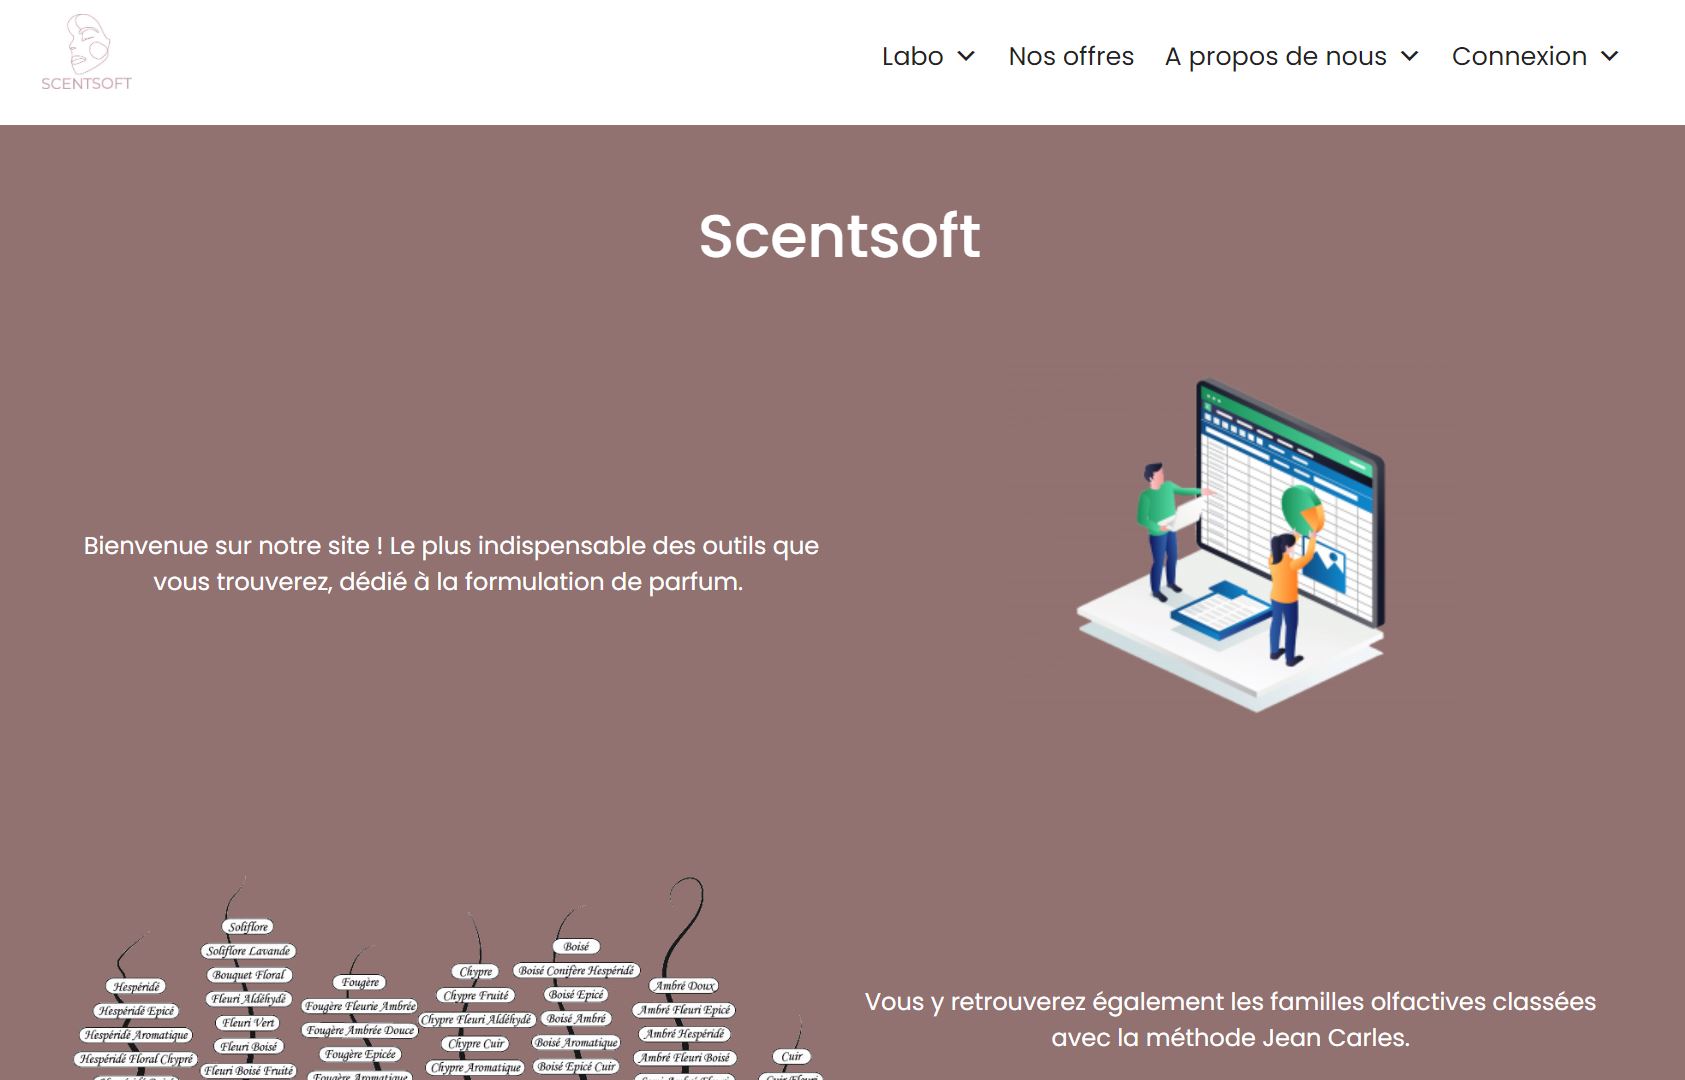 SCENTSOFT
Labo
Nos offres
A propos de nous
Connexion
Scentsoft
Bienvenue sur notre site ! Le plus indispensable des outils que
vous trouverez, dédié à la formulation de parfum.
Hespéridé
Hespéridé Epicé
Hespéridé Aromatique
Hespéridé Floral Chypré
Soliflore
Soliflore Lavande
Bouquet Floral
Fleuri Aldéhydé
Fleuri Vert
Fleuri Boisé
Fleuri Boisé Fruité
Fougère
Fougère Fleurie Ambrée
Fougère Ambrée Douce
Fougère Epicée
Fougère Aromatique
Chypre
Chypre Fruité
Chypre Fleuri Aldéhydé
Chypre Cuir
Chypre Aromatique
Boisé
Boisé Conifère Hespéridé
Boisé Epicé
Boisé Ambré
Boisé Aromatique
Boisé Epicé Cuir
Ambré Doux
Ambré Fleuri Epicé
Ambré Hespéridé
Ambré Fleuri Boisé
Cuir
Cuir Fleuri
Vous y retrouverez également les familles olfactives classées
avec la méthode Jean Carles.